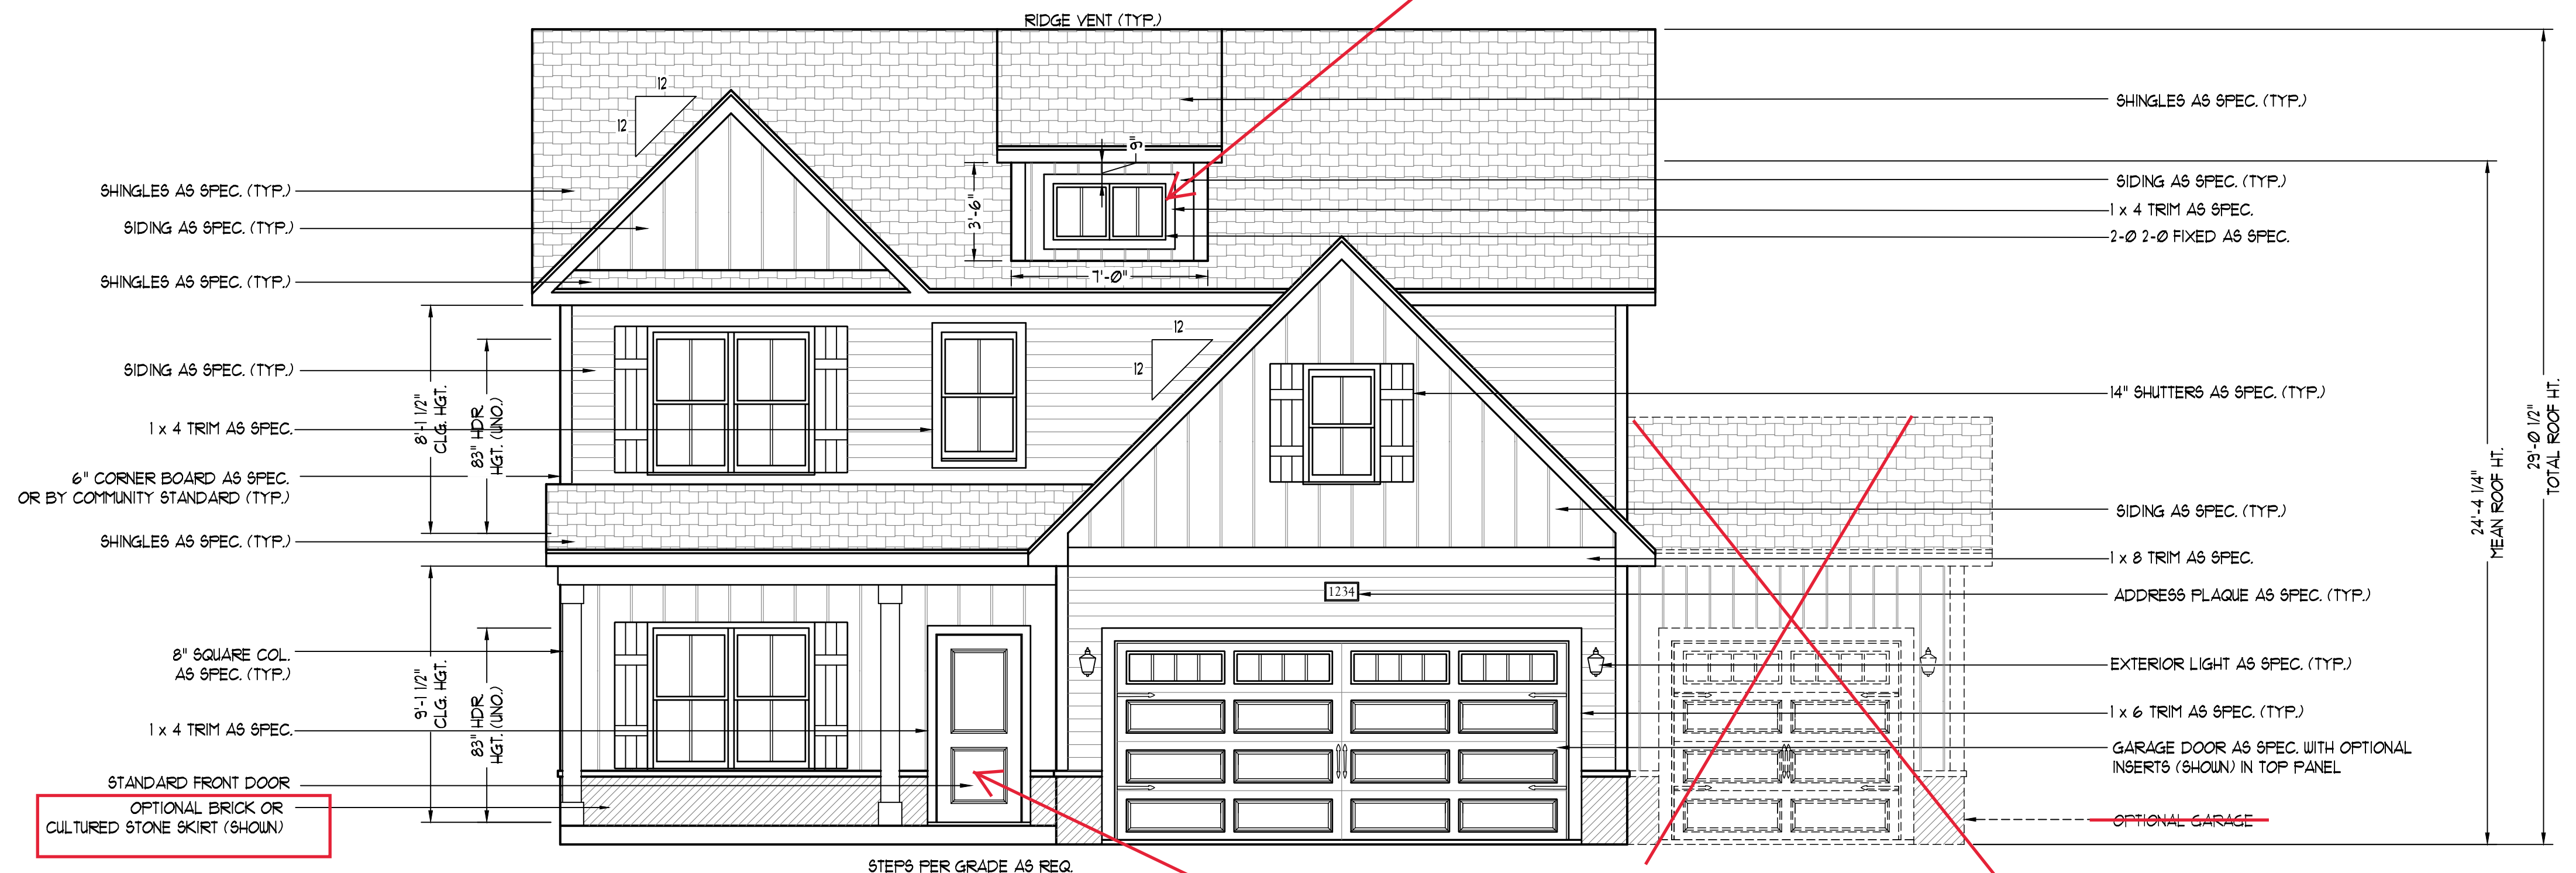 RIDGE VENT (TYP.)
12
12
SHINGLES AS SPEC. (TYP.)
SIDING AS SPEC. (TYP.)
SHINGLES AS SPEC. (TYP.)
8'-1 1/2"
CLG. HGT.
83" HDR
HGT. (UNO.)
SIDING AS SPEC. (TYP.)
1 x 4 TRIM AS SPEC.
6" CORNER BOARD AS SPEC.
OR BY COMMUNITY STANDARD (TYP.)
SHINGLES AS SPEC. (TYP.)
9'-1 1/2"
CLG. HGT.
83" HDR
HGT. (UNO.)
8" SQUARE COL.
AS SPEC. (TYP.)
1 x 4 TRIM AS SPEC.
STANDARD FRONT DOOR
OPTIONAL BRICK OR
CULTURED STONE SKIRT (SHOWN)
STEPS PER GRADE AS REQ.
9"
3'-6"
7'-0"
12
12
1234
SHINGLES AS SPEC. (TYP.)
SIDING AS SPEC. (TYP.)
1 x 4 TRIM AS SPEC.
2-0 2-0 FIXED AS SPEC.
14" SHUTTERS AS SPEC. (TYP.)
SIDING AS SPEC. (TYP.)
1 x 8 TRIM AS SPEC.
ADDRESS PLAQUE AS SPEC. (TYP.)
EXTERIOR LIGHT AS SPEC. (TYP.)
1 x 6 TRIM AS SPEC. (TYP.)
GARAGE DOOR AS SPEC. WITH OPTIONAL
INSERTS (SHOWN) IN TOP PANEL
OPTIONAL GARAGE
24'-4 1/4"
MEAN ROOF HT.
29'-0 1/2"
TOTAL ROOF HT.